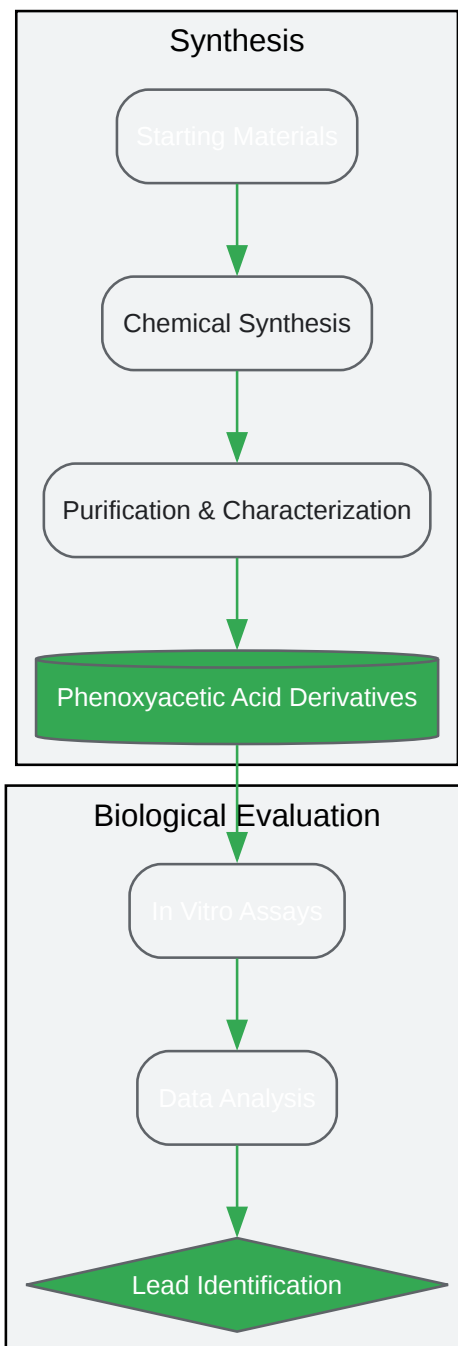 Synthesis
Starting Materials
Chemical Synthesis
Purification & Characterization
Phenoxyacetic Acid Derivatives
Biological Evaluation
In Vitro Assays
Data Analysis
Lead Identification